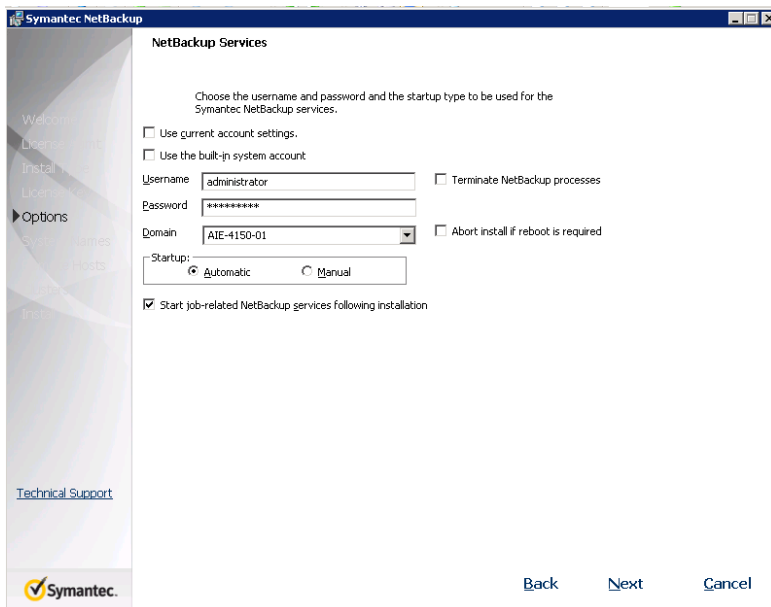 Symantec NetBackup
NetBackup Services
Choose the username and password and the startup type to be used for the
Symantec NetBackup services.
Use current account settings.
Use the built-in system account
Username administrator
Terminate NetBackup processes
Password *********
Domain AIE-4150-01
Abort install if reboot is required
Startup:
Automatic Manual
Start job-related NetBackup services following installation
Options
Technical Support
Symantec.
Back Next Cancel